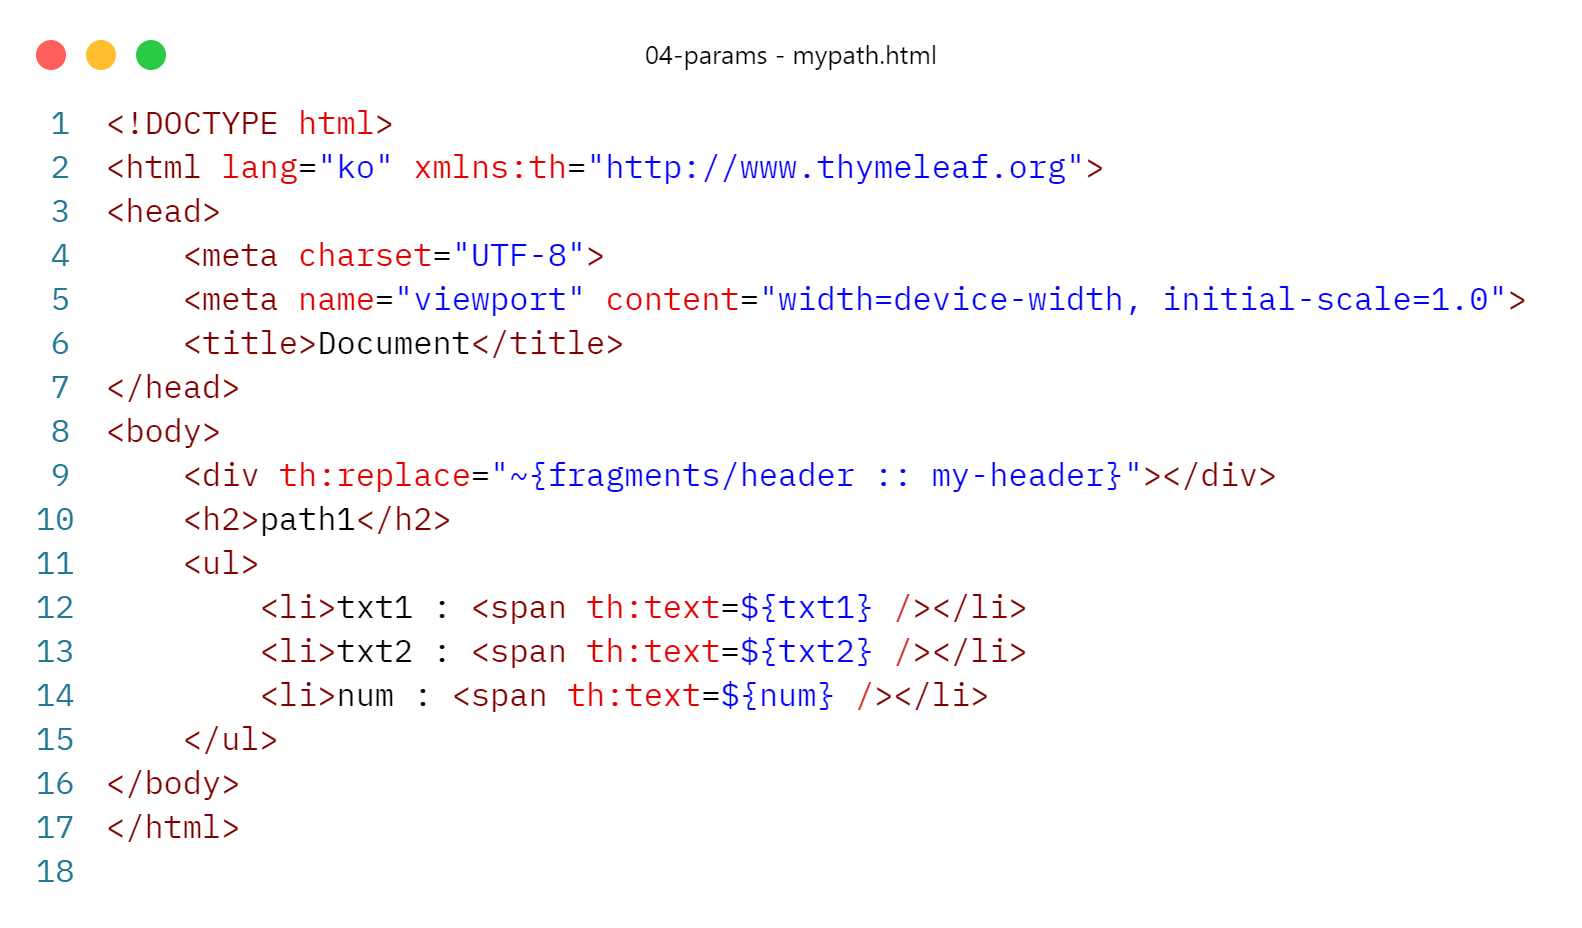 04-params - mypath.html
1 <!DOCTYPE html>
2 <html lang="ko" xmlns:th="http://www.thymeleaf.org">
3 <head>
4     <meta charset="UTF-8">
5     <meta name="viewport" content="width=device-width, initial-scale=1.0">
6     <title>Document</title>
7 </head>
8 <body>
9     <div th:replace="~{fragments/header :: my-header}"></div>
10     <h2>path1</h2>
11     <ul>
12         <li>txt1 : <span th:text=${txt1} /></li>
13         <li>txt2 : <span th:text=${txt2} /></li>
14         <li>num : <span th:text=${num} /></li>
15     </ul>
16 </body>
17 </html>
18